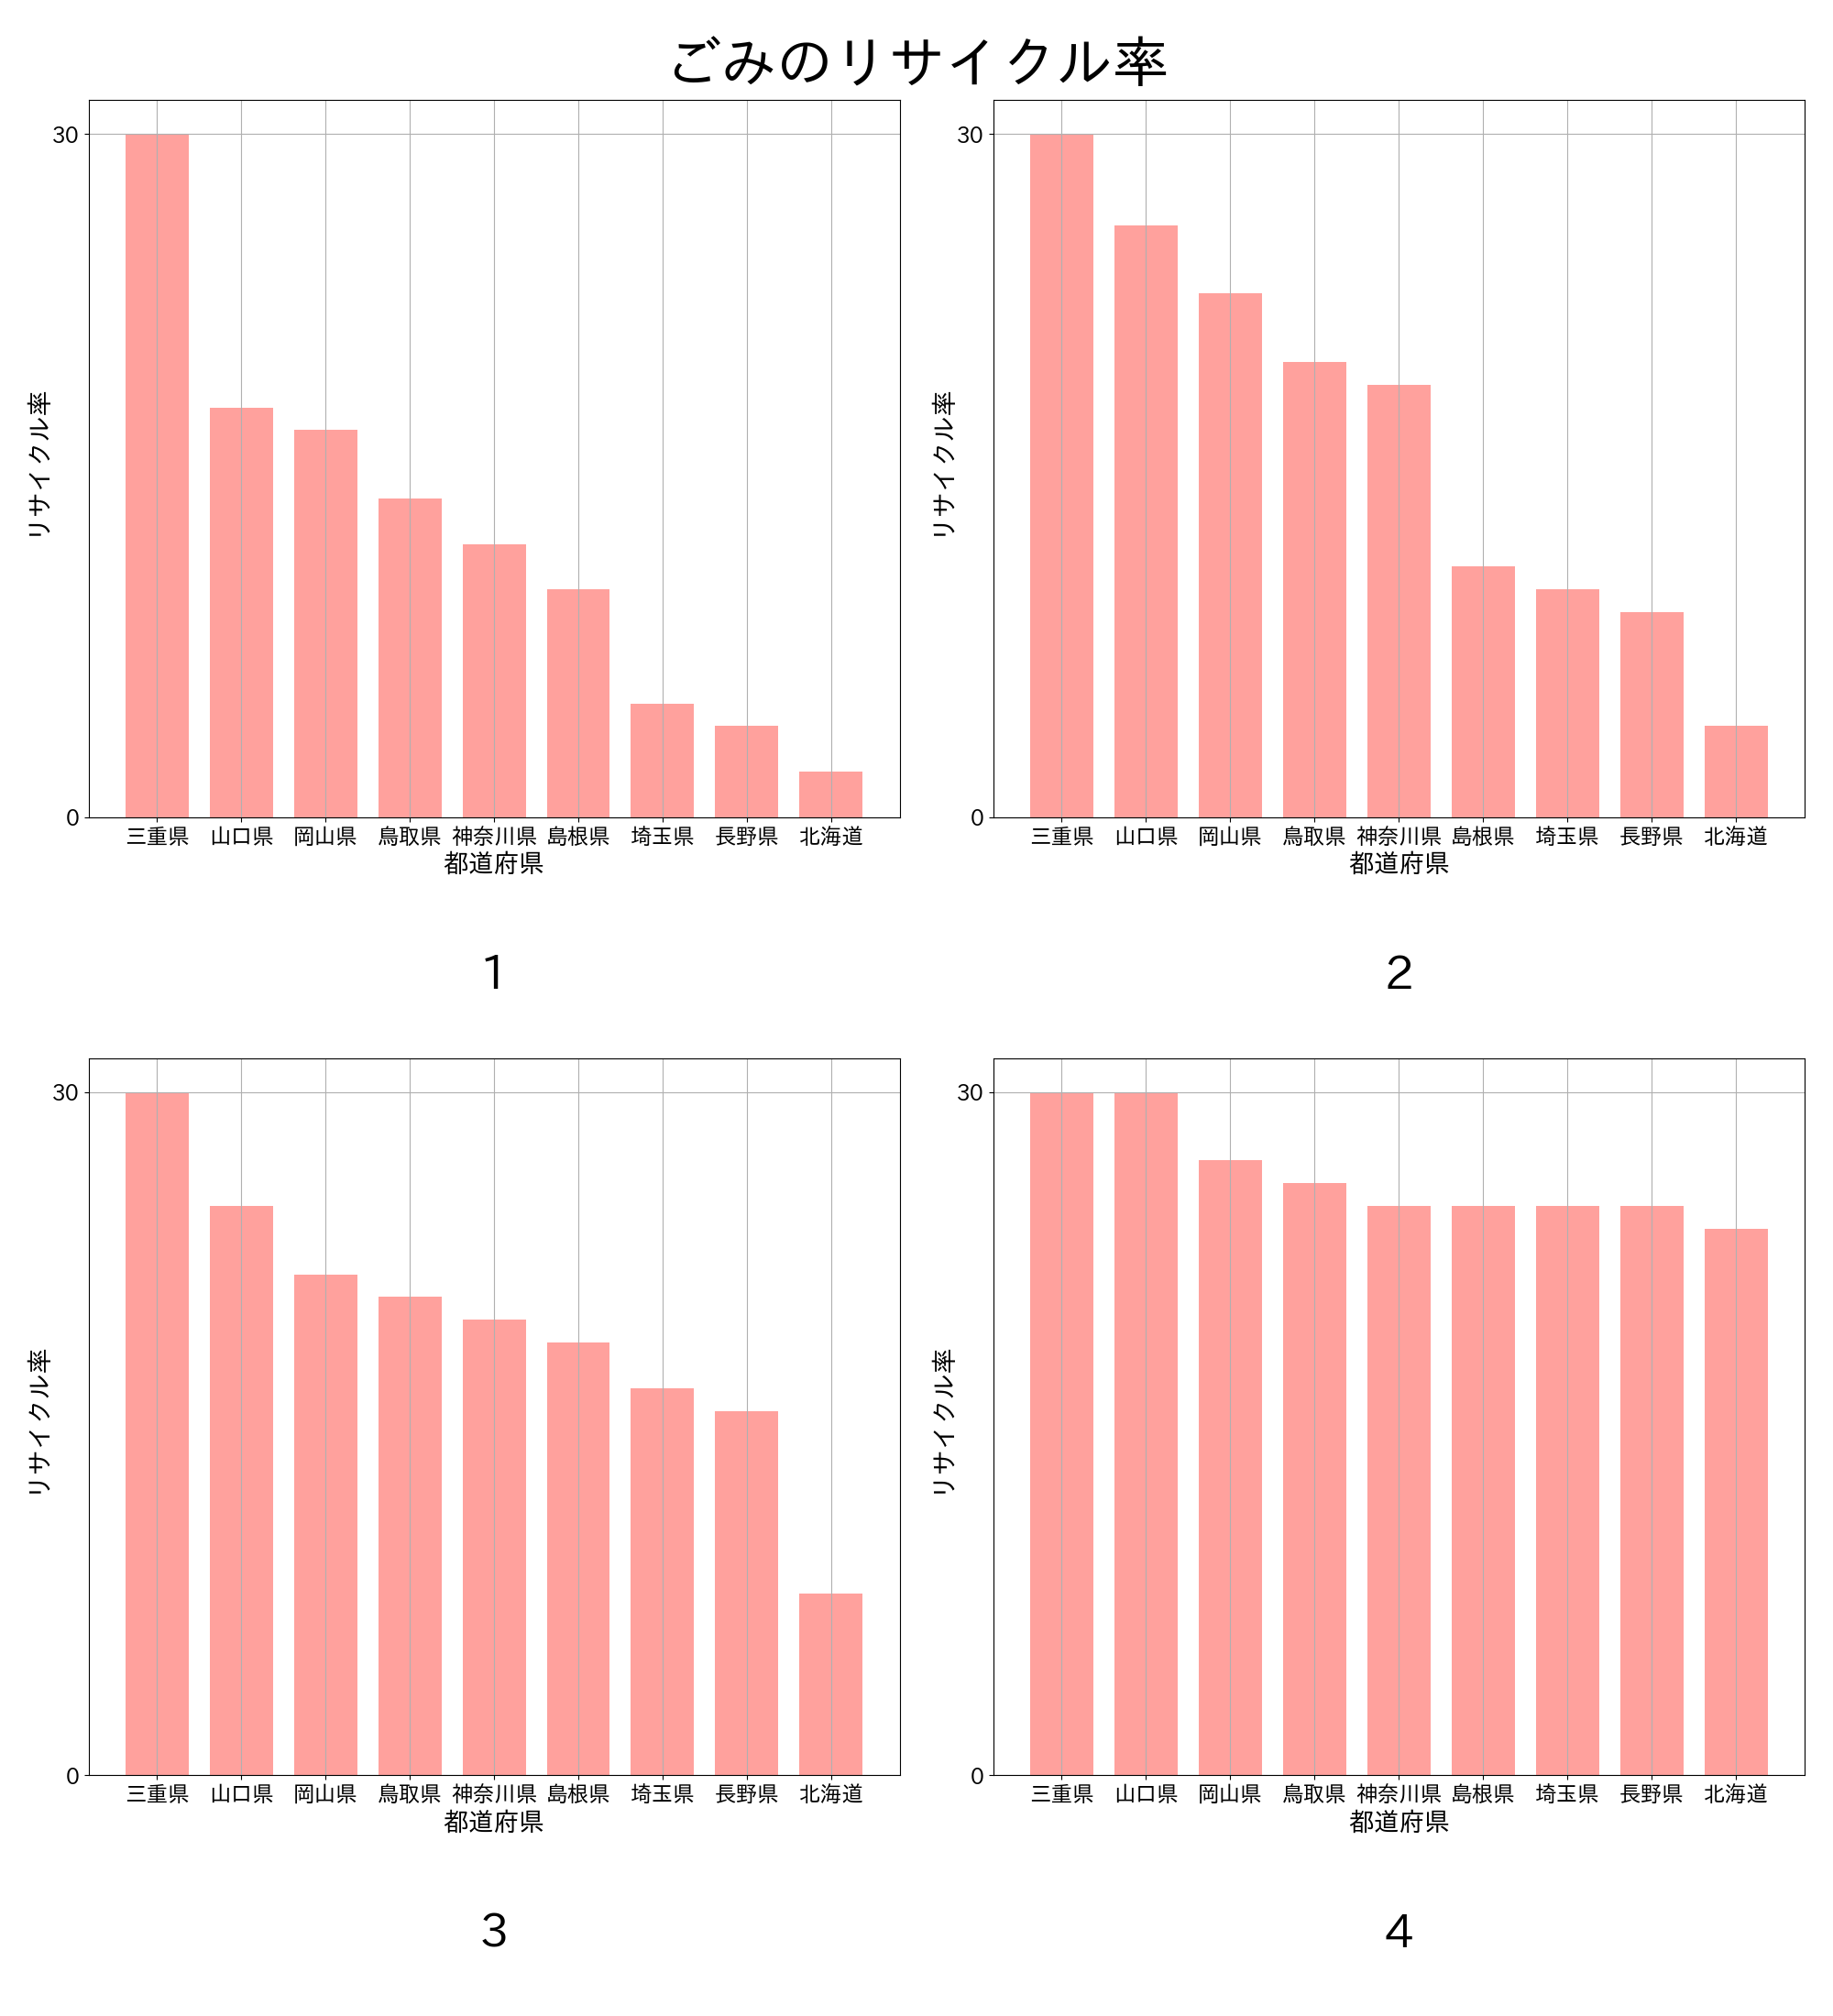 ごみのリサイクル率
30
0
リサイクル率
三重県 山口県 岡山県 鳥取県 神奈川県 島根県 埼玉県 長野県 北海道
都道府県
1
30
0
リサイクル率
三重県 山口県 岡山県 鳥取県 神奈川県 島根県 埼玉県 長野県 北海道
都道府県
2
30
0
リサイクル率
三重県 山口県 岡山県 鳥取県 神奈川県 島根県 埼玉県 長野県 北海道
都道府県
3
30
0
リサイクル率
三重県 山口県 岡山県 鳥取県 神奈川県 島根県 埼玉県 長野県 北海道
都道府県
4